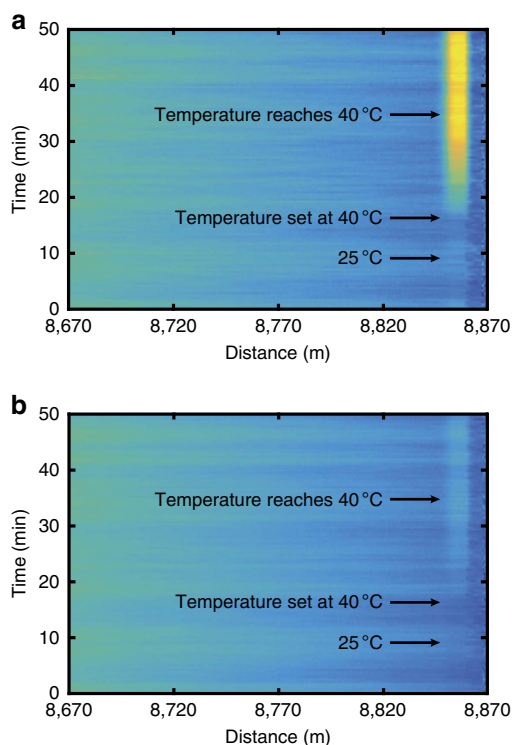 a
50
40
30
20
10
0
Time (min)
Temperature reaches 40 °C
Temperature set at 40 °C
25 °C
8,670 8,720 8,770 8,820 8,870
Distance (m)
b
50
40
30
20
10
0
Time (min)
Temperature reaches 40 °C
Temperature set at 40 °C
25 °C
8,670 8,720 8,770 8,820 8,870
Distance (m)